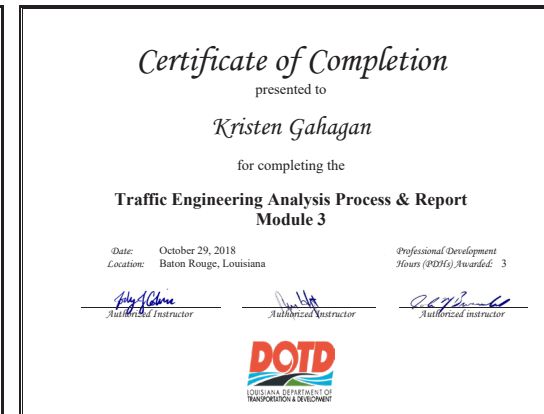 Certificate of Completion
presented to
Kristen Gahagan
for completing the
Traffic Engineering Analysis Process & Report
Module 3
Date: October 29, 2018
Location: Baton Rouge, Louisiana
Professional Development
Hours (PDHs) Awarded: 3
Authorized Instructor
Authorized Instructor
Authorized instructor
DOTD
LOUISIANA DEPARTMENT OF
TRANSPORTATION & DEVELOPMENT